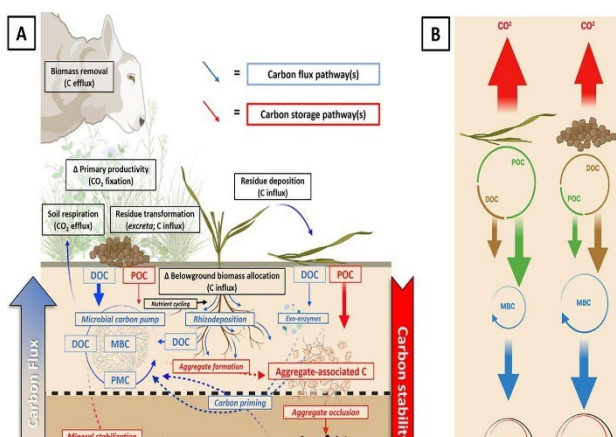 A
Biomass removal
(C efflux)
= Carbon flux pathway(s)
= Carbon storage pathway(s)
Δ Primary productivity
(CO₂ fixation)
Residue deposition
(C influx)
Soil respiration
(CO₂ efflux)
Residue transformation
(excreta; C influx)
DOC POC
Δ Belowground biomass allocation
(C influx)
DOC POC
Nutrient cycling
Microbial carbon pump
Rhizodeposition
Exo-enzymes
DOC MBC DOC
Aggregate formation
Aggregate-associated C
PMC
Carbon priming
Aggregate occlusion
Mineral stabilization
Carbon Flux
Carbon stabilit
B
CO² CO²
POC
DOC
DOC
POC
MBC
MBC